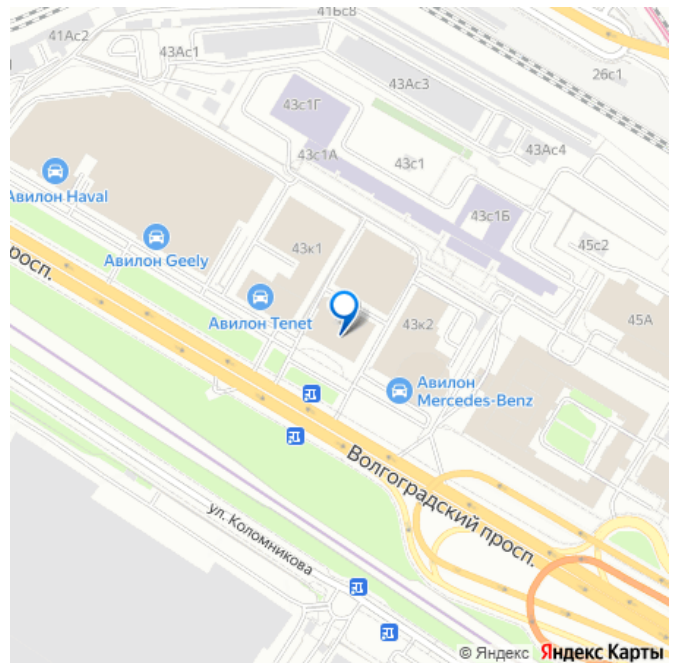 41Бс8
41Ас2
43Ас1
43Ас3
26с1
43с1Г
43с1А
43с1
43Ас4
Авилон Haval
43с1Б
Авилон Geely
43к1
45с2
росп.
Авилон Tenet
43к2
45А
Авилон
Mercedes-Benz
Волгоградский просп.
ул. Коломникова
© Яндекс Яндекс Карты